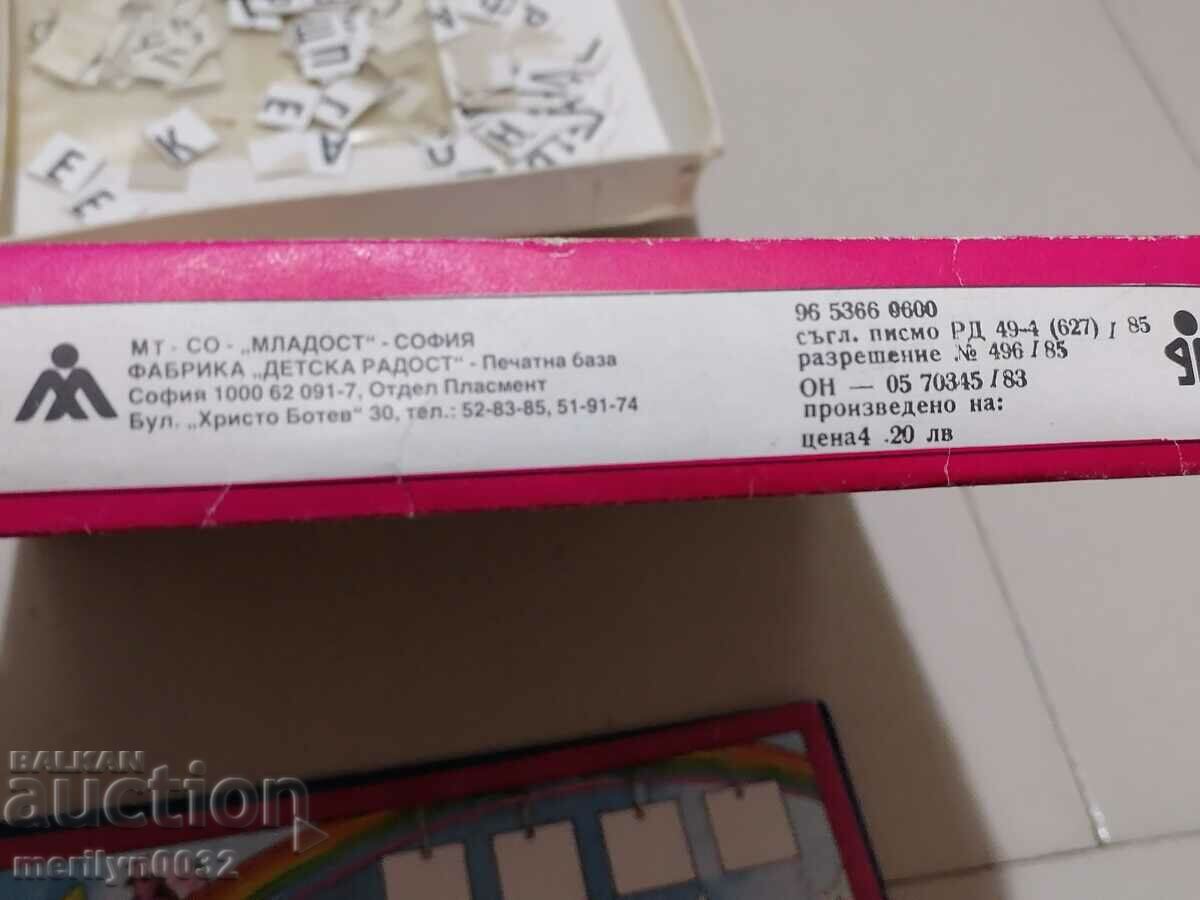 МТ - СО - „МЛАДОСТ“ - СОФИЯ
ФАБРИКА „ДЕТСКА РАДОСТ“ - Печатна база
София 1000 62 091-7, Отдел Пласмент
Бул. „Христо Ботев“ 30, тел.: 52-83-85, 51-91-74
96 5366 0600
съгл. писмо РД 49-4 (627) / 85
разрешение № 496/85
ОН — 05 70345/83
произведено на:
цена4 .20 лв
Е
К
Е
Е
Г
Н
BALKAN
auction
merilyn0032